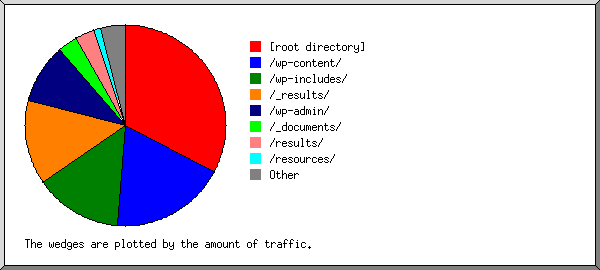 [root directory]
/wp-content/
/wp-includes/
/_results/
/wp-admin/
/_documents/
/results/
/resources/
Other
The wedges are plotted by the amount of traffic.